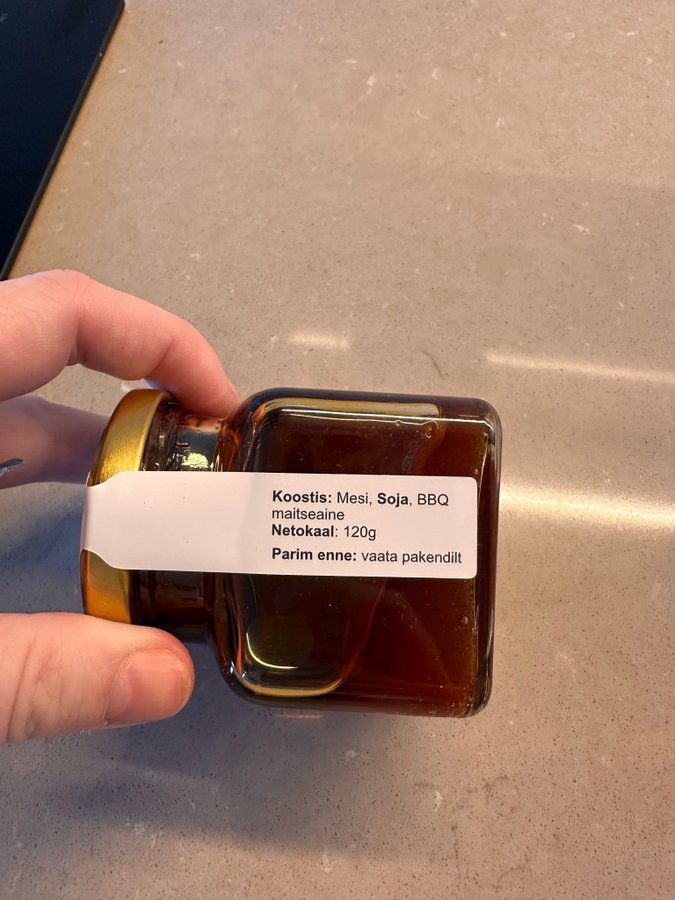 Koostis: Mesi, Soja, BBQ
maitseaine
Netokaal: 120g
Parim enne: vaata pakendilt